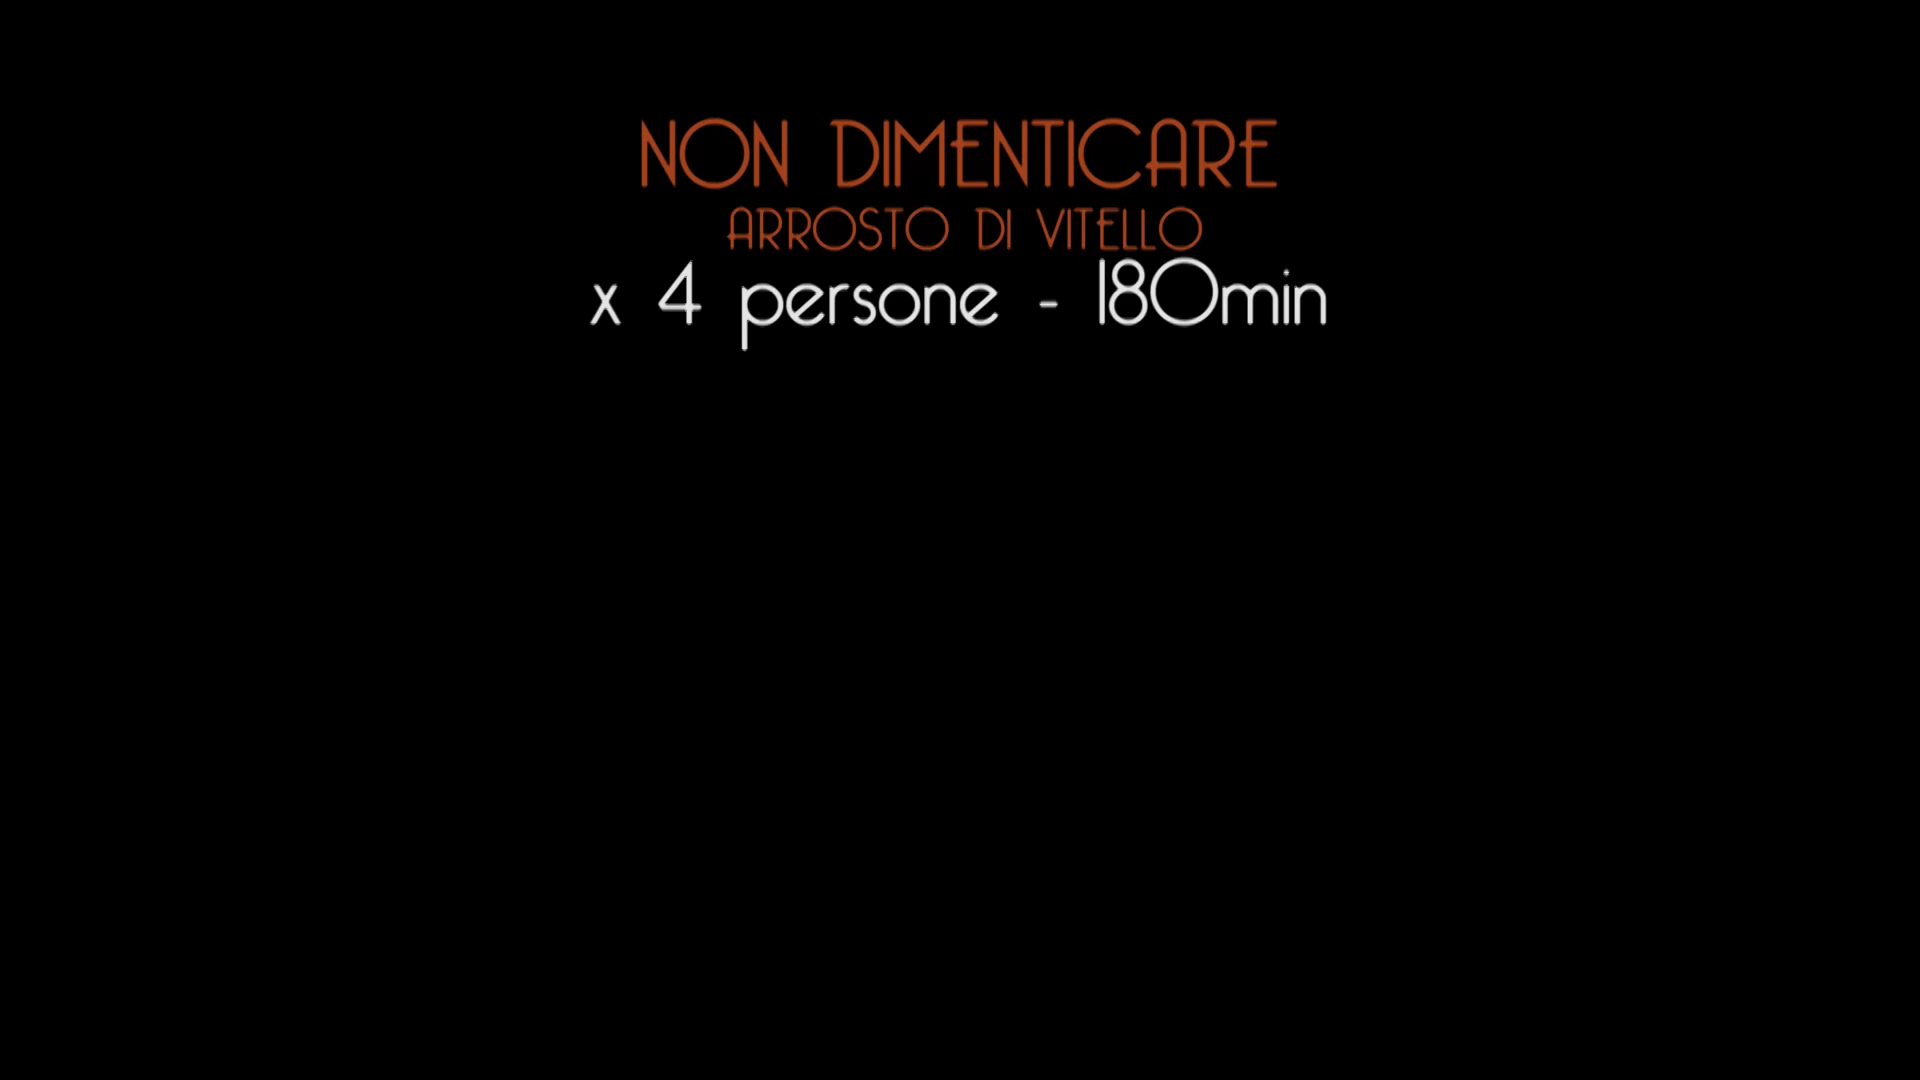 NON DIMENTICARE
ARROSTO DI VITELLO
x 4 persone - 180min